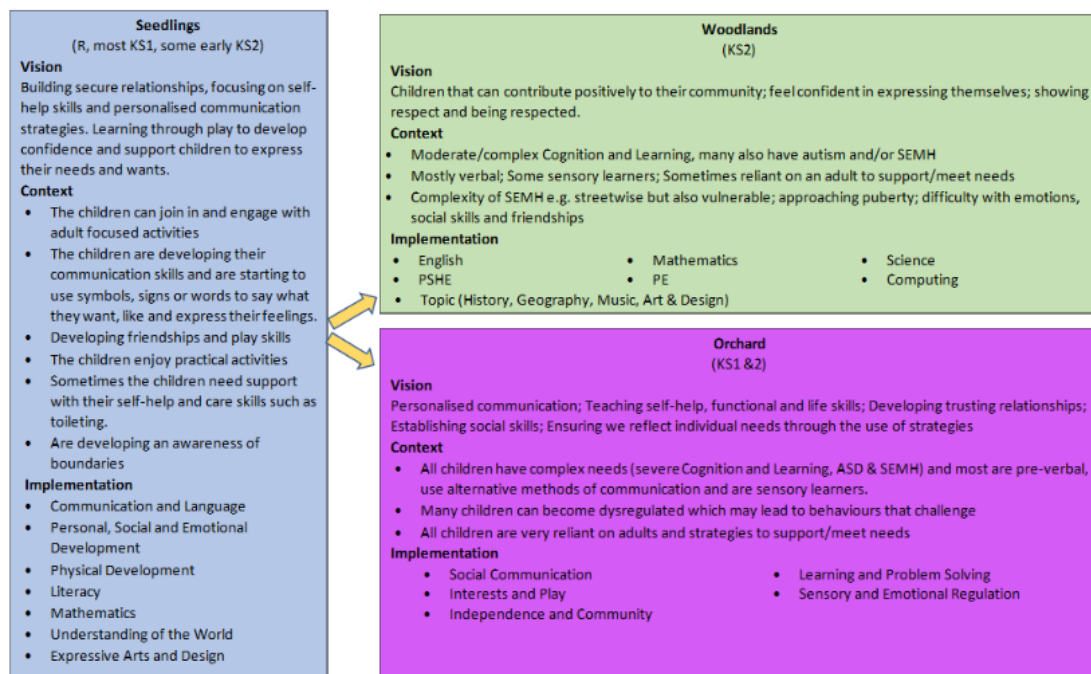 Seedlings
(R, most KS1, some early KS2)
Vision
Building secure relationships, focusing on self-
help skills and personalised communication
strategies. Learning through play to develop
confidence and support children to express
their needs and wants.
Context
• The children can join in and engage with
adult focused activities
• The children are developing their
communication skills and are starting to
use symbols, signs or words to say what
they want, like and express their feelings.
• Developing friendships and play skills
• The children enjoy practical activities
• Sometimes the children need support
with their self-help and care skills such as
toileting.
• Are developing an awareness of
boundaries
Implementation
• Communication and Language
• Personal, Social and Emotional
Development
• Physical Development
• Literacy
• Mathematics
• Understanding of the World
• Expressive Arts and Design
Woodlands
(KS2)
Vision
Children that can contribute positively to their community; feel confident in expressing themselves; showing
respect and being respected.
Context
• Moderate/complex Cognition and Learning, many also have autism and/or SEMH
• Mostly verbal; Some sensory learners; Sometimes reliant on an adult to support/meet needs
• Complexity of SEMH e.g. streetwise but also vulnerable; approaching puberty; difficulty with emotions,
social skills and friendships
Implementation
• English • Mathematics • Science
• PSHE • PE • Computing
• Topic (History, Geography, Music, Art & Design)
Orchard
(KS1 &2)
Vision
Personalised communication; Teaching self-help, functional and life skills; Developing trusting relationships;
Establishing social skills; Ensuring we reflect individual needs through the use of strategies
Context
• All children have complex needs (severe Cognition and Learning, ASD & SEMH) and most are pre-verbal,
use alternative methods of communication and are sensory learners.
• Many children can become dysregulated which may lead to behaviours that challenge
• All children are very reliant on adults and strategies to support/meet needs
Implementation
• Social Communication • Learning and Problem Solving
• Interests and Play • Sensory and Emotional Regulation
• Independence and Community